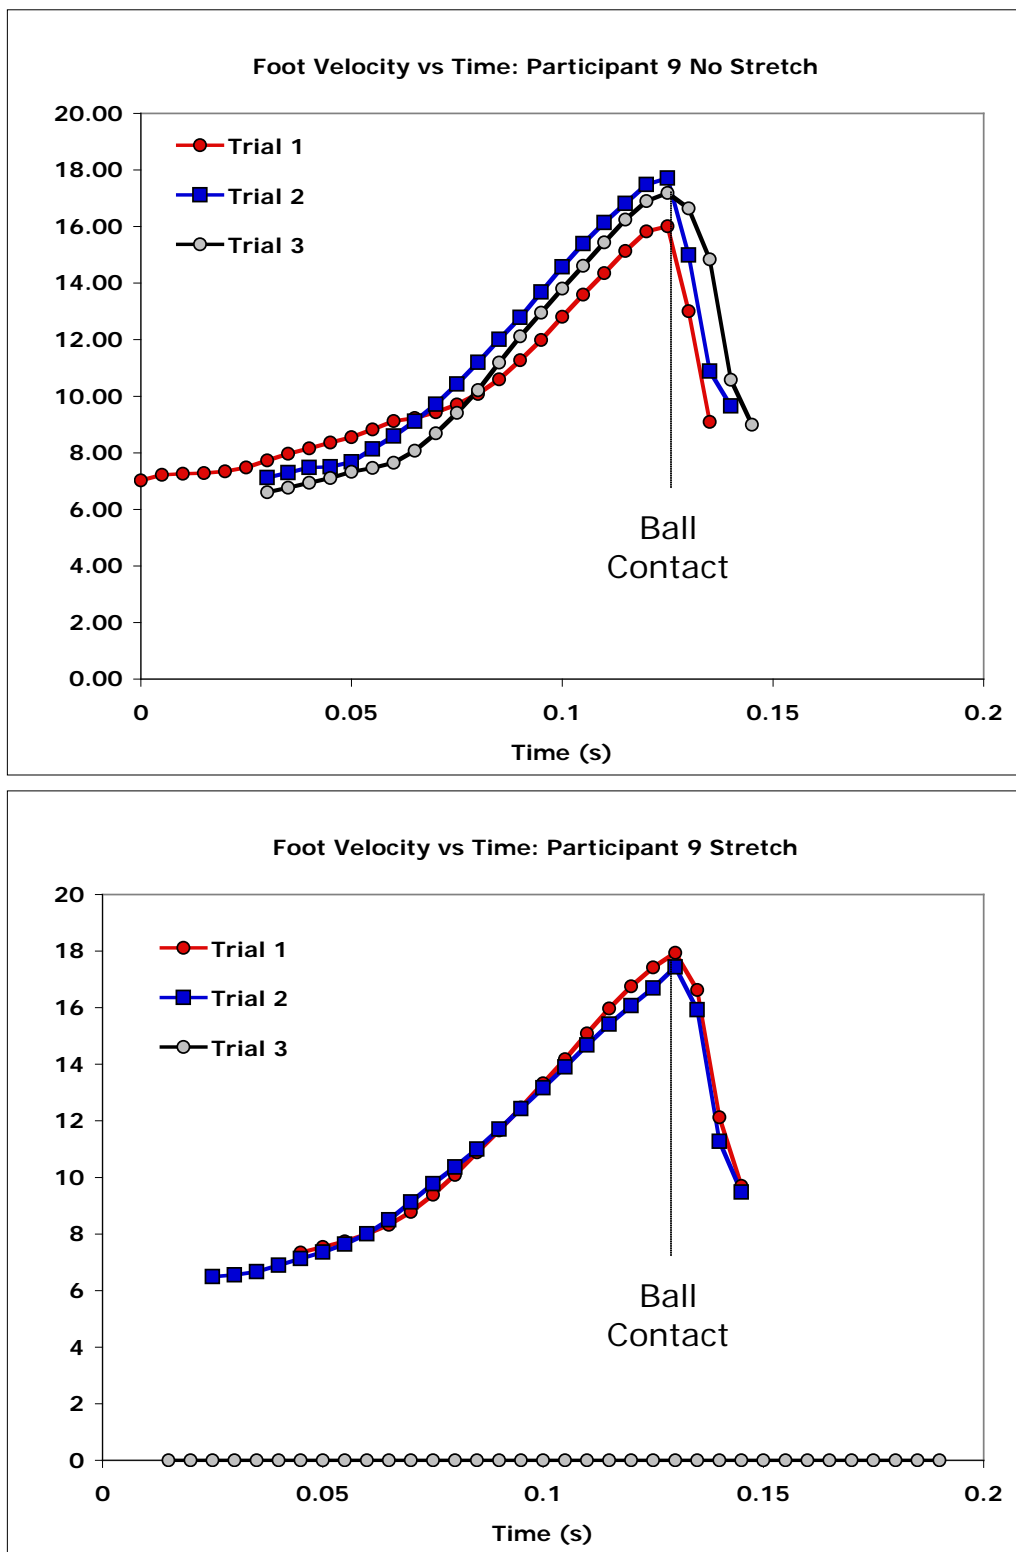 Foot Velocity vs Time: Participant 9 No Stretch
20.00
18.00
16.00
14.00
12.00
10.00
8.00
6.00
4.00
2.00
0.00
Trial 1
Trial 2
Trial 3
Ball
Contact
0 0.05 0.1 0.15 0.2
Time (s)
Foot Velocity vs Time: Participant 9 Stretch
20
18
16
14
12
10
8
6
4
2
0
Trial 1
Trial 2
Trial 3
Ball
Contact
0 0.05 0.1 0.15 0.2
Time (s)